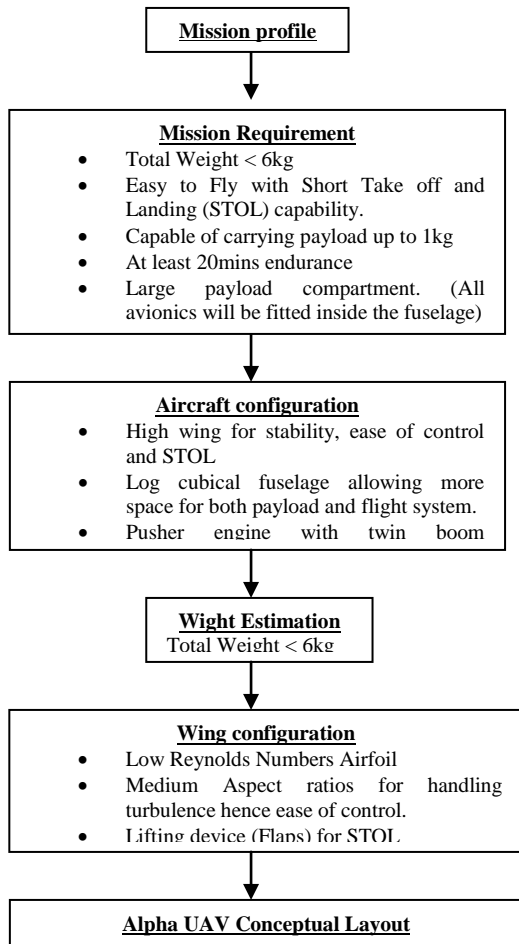 Mission profile
Mission Requirement
• Total Weight < 6kg
• Easy to Fly with Short Take off and
Landing (STOL) capability.
• Capable of carrying payload up to 1kg
• At least 20mins endurance
• Large payload compartment. (All
avionics will be fitted inside the fuselage)
Aircraft configuration
• High wing for stability, ease of control
and STOL
• Log cubical fuselage allowing more
space for both payload and flight system.
• Pusher engine with twin boom
Wight Estimation
Total Weight < 6kg
Wing configuration
• Low Reynolds Numbers Airfoil
• Medium Aspect ratios for handling
turbulence hence ease of control.
• Lifting device (Flaps) for STOL
Alpha UAV Conceptual Layout